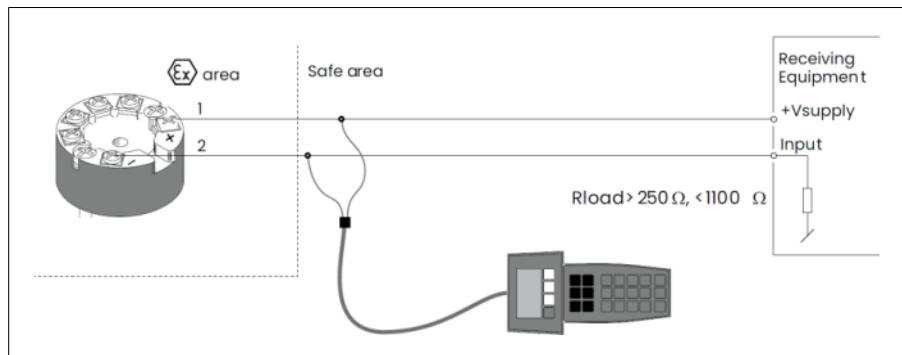 Ex area
Safe area
Receiving
Equipment
1
+Vsupply
+
2
-
Input
Rload> 250 Ω, <1100 Ω